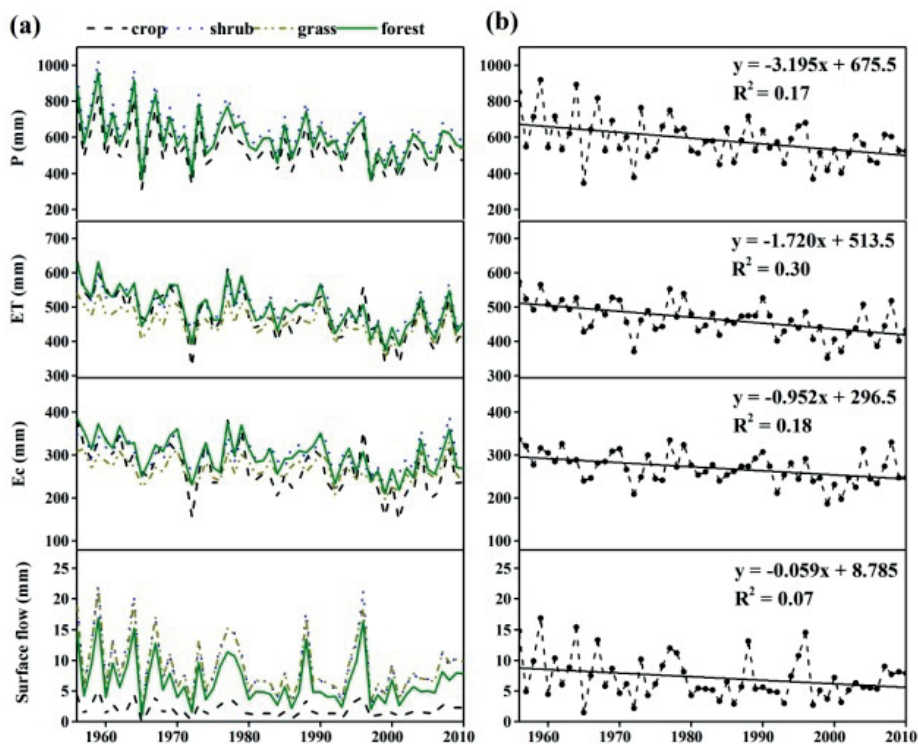 (a)
crop shrub grass forest
(b)
1000
800
600
400
200
P (mm)
1000
800
600
400
200
y = -3.195x + 675.5
R² = 0.17
700
600
500
400
300
ET (mm)
700
600
500
400
300
y = -1.720x + 513.5
R² = 0.30
400
300
200
100
Ec (mm)
400
300
200
100
y = -0.952x + 296.5
R² = 0.18
25
20
15
10
5
0
Surface flow (mm)
25
20
15
10
5
0
y = -0.059x + 8.785
R² = 0.07
1960 1970 1980 1990 2000 2010
1960 1970 1980 1990 2000 2010